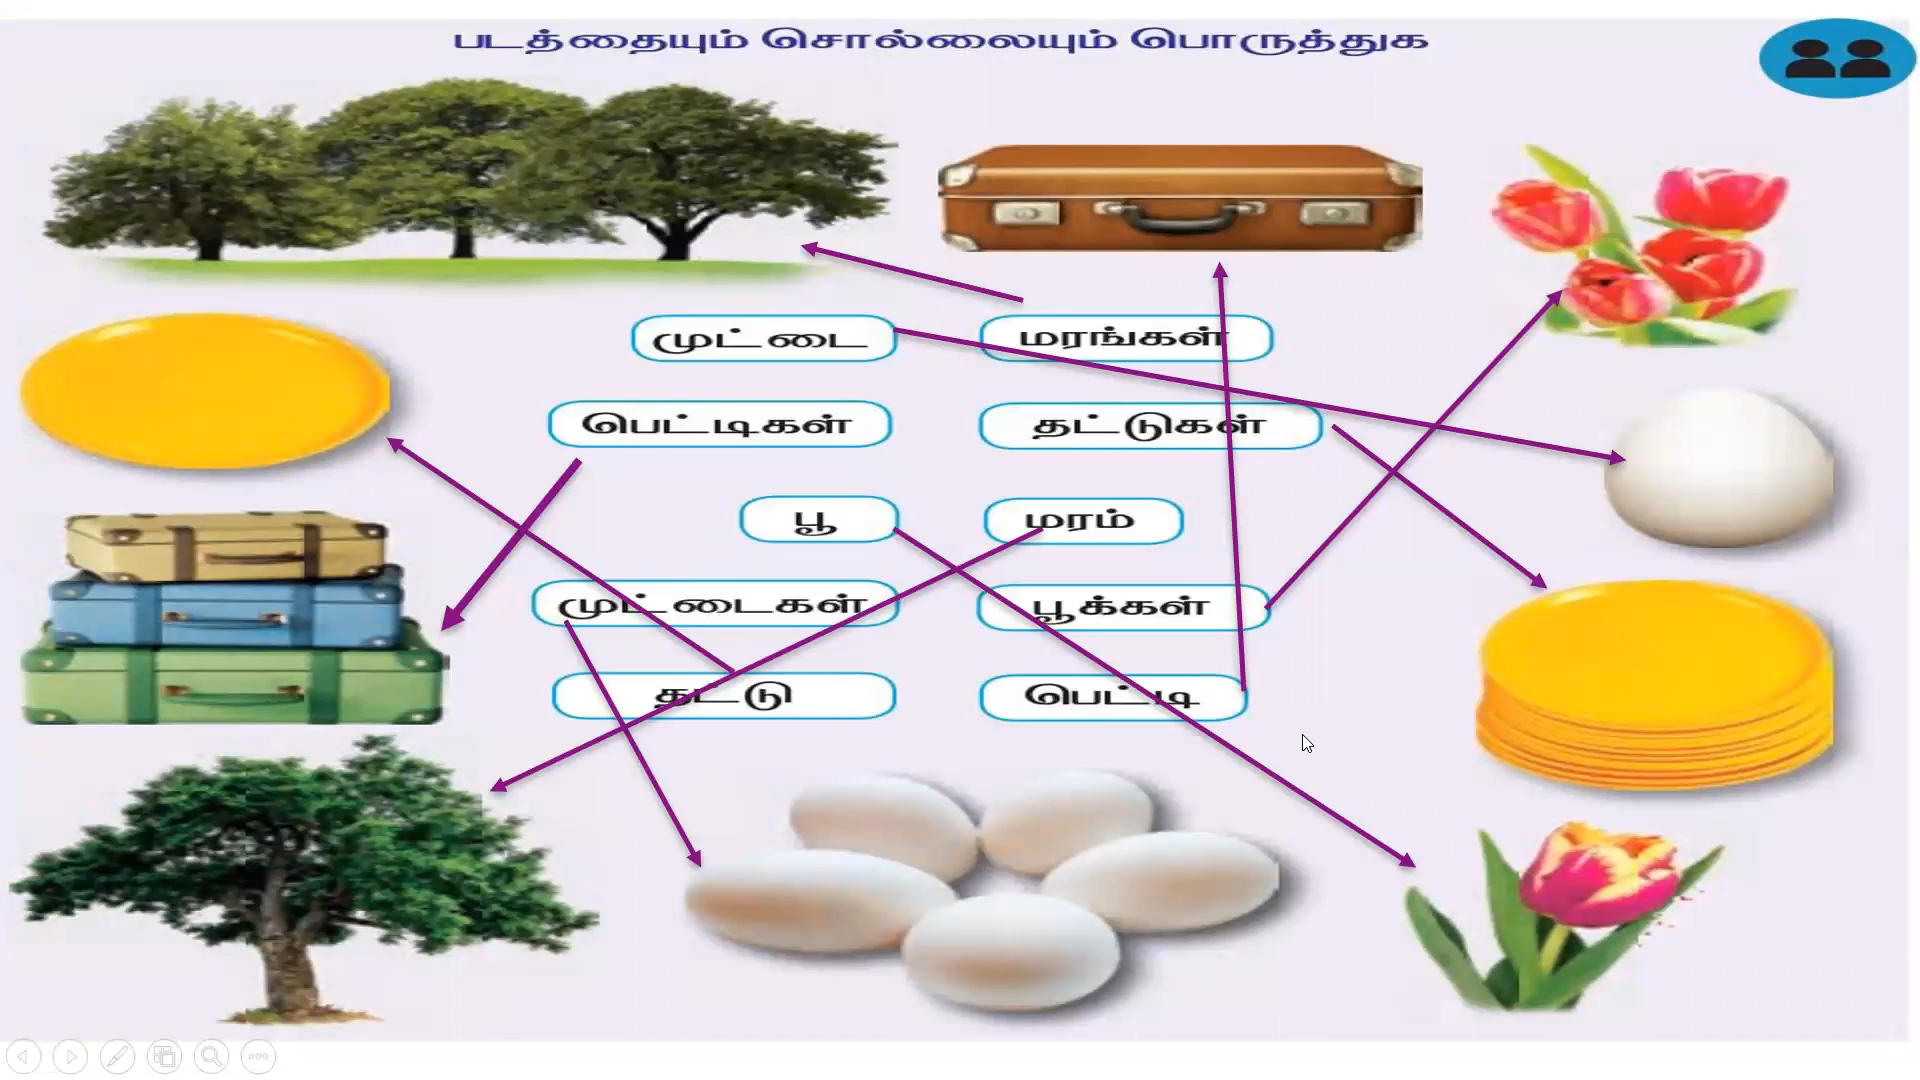 படத்தையும் சொல்லையும் பொருத்துக
முட்டை மரங்கள்
பெட்டிகள் தட்டுகள்
பூ மரம்
முட்டைகள் பூக்கள்
தட்டு பெட்டி